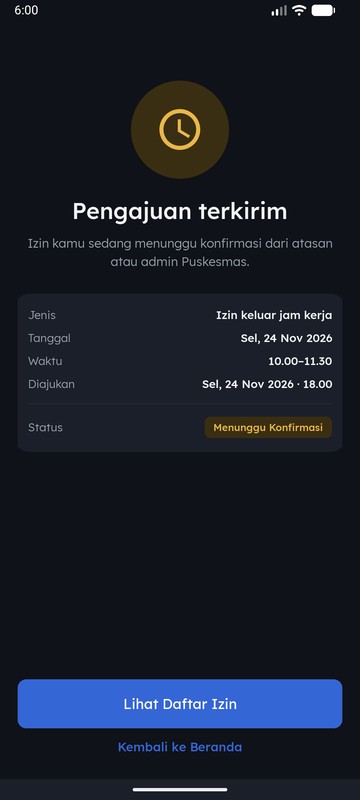 6:00
Pengajuan terkirim
Izin kamu sedang menunggu konfirmasi dari atasan
atau admin Puskesmas.
Jenis Izin keluar jam kerja
Tanggal Sel, 24 Nov 2026
Waktu 10.00–11.30
Diajukan Sel, 24 Nov 2026 · 18.00
Status Menunggu Konfirmasi
Lihat Daftar Izin
Kembali ke Beranda